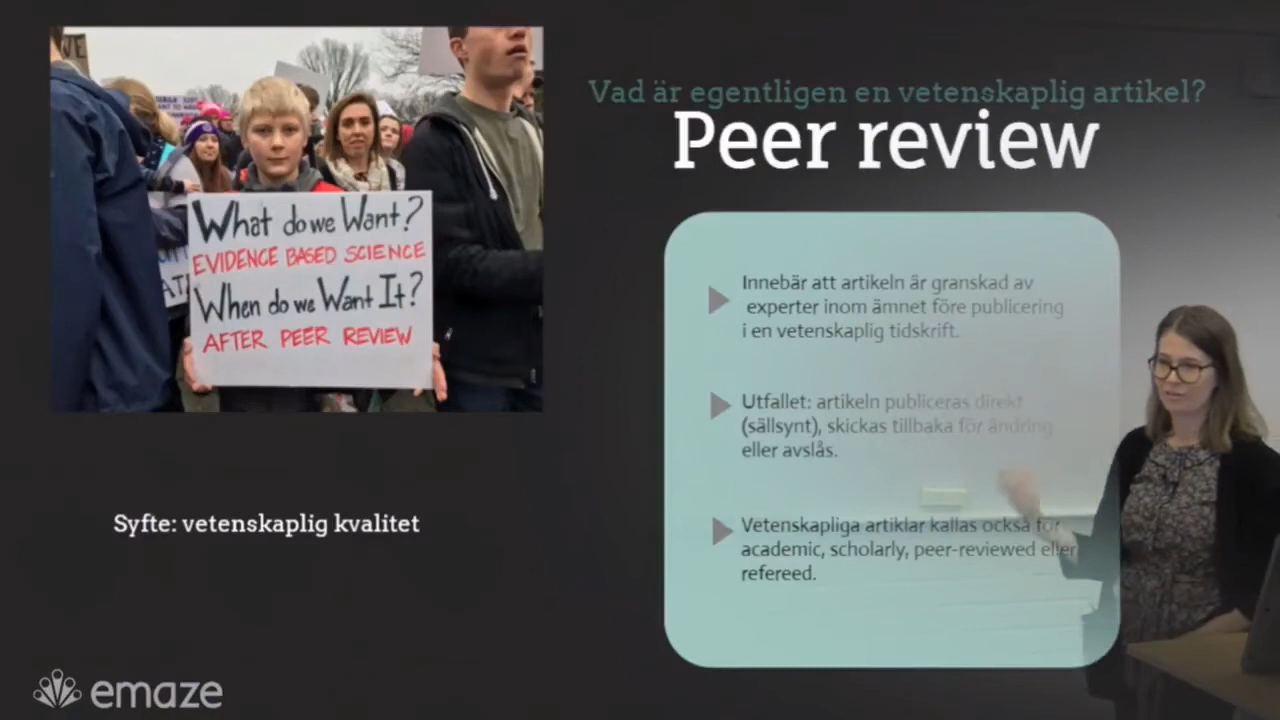 Vad är egentligen en vetenskaplig artikel?
Peer review
What do we Want?
EVIDENCE BASED SCIENCE
When do we Want It?
AFTER PEER REVIEW
Innebär att artikeln är granskad av
experter inom ämnet före publicering
i en vetenskaplig tidskrift.
Utfallet: artikeln publiceras direkt
(sällsynt), skickas tillbaka för ändring
eller avslås.
Vetenskapliga artiklar kallas också för
academic, scholarly, peer-reviewed eller
refereed.
Syfte: vetenskaplig kvalitet
emaze